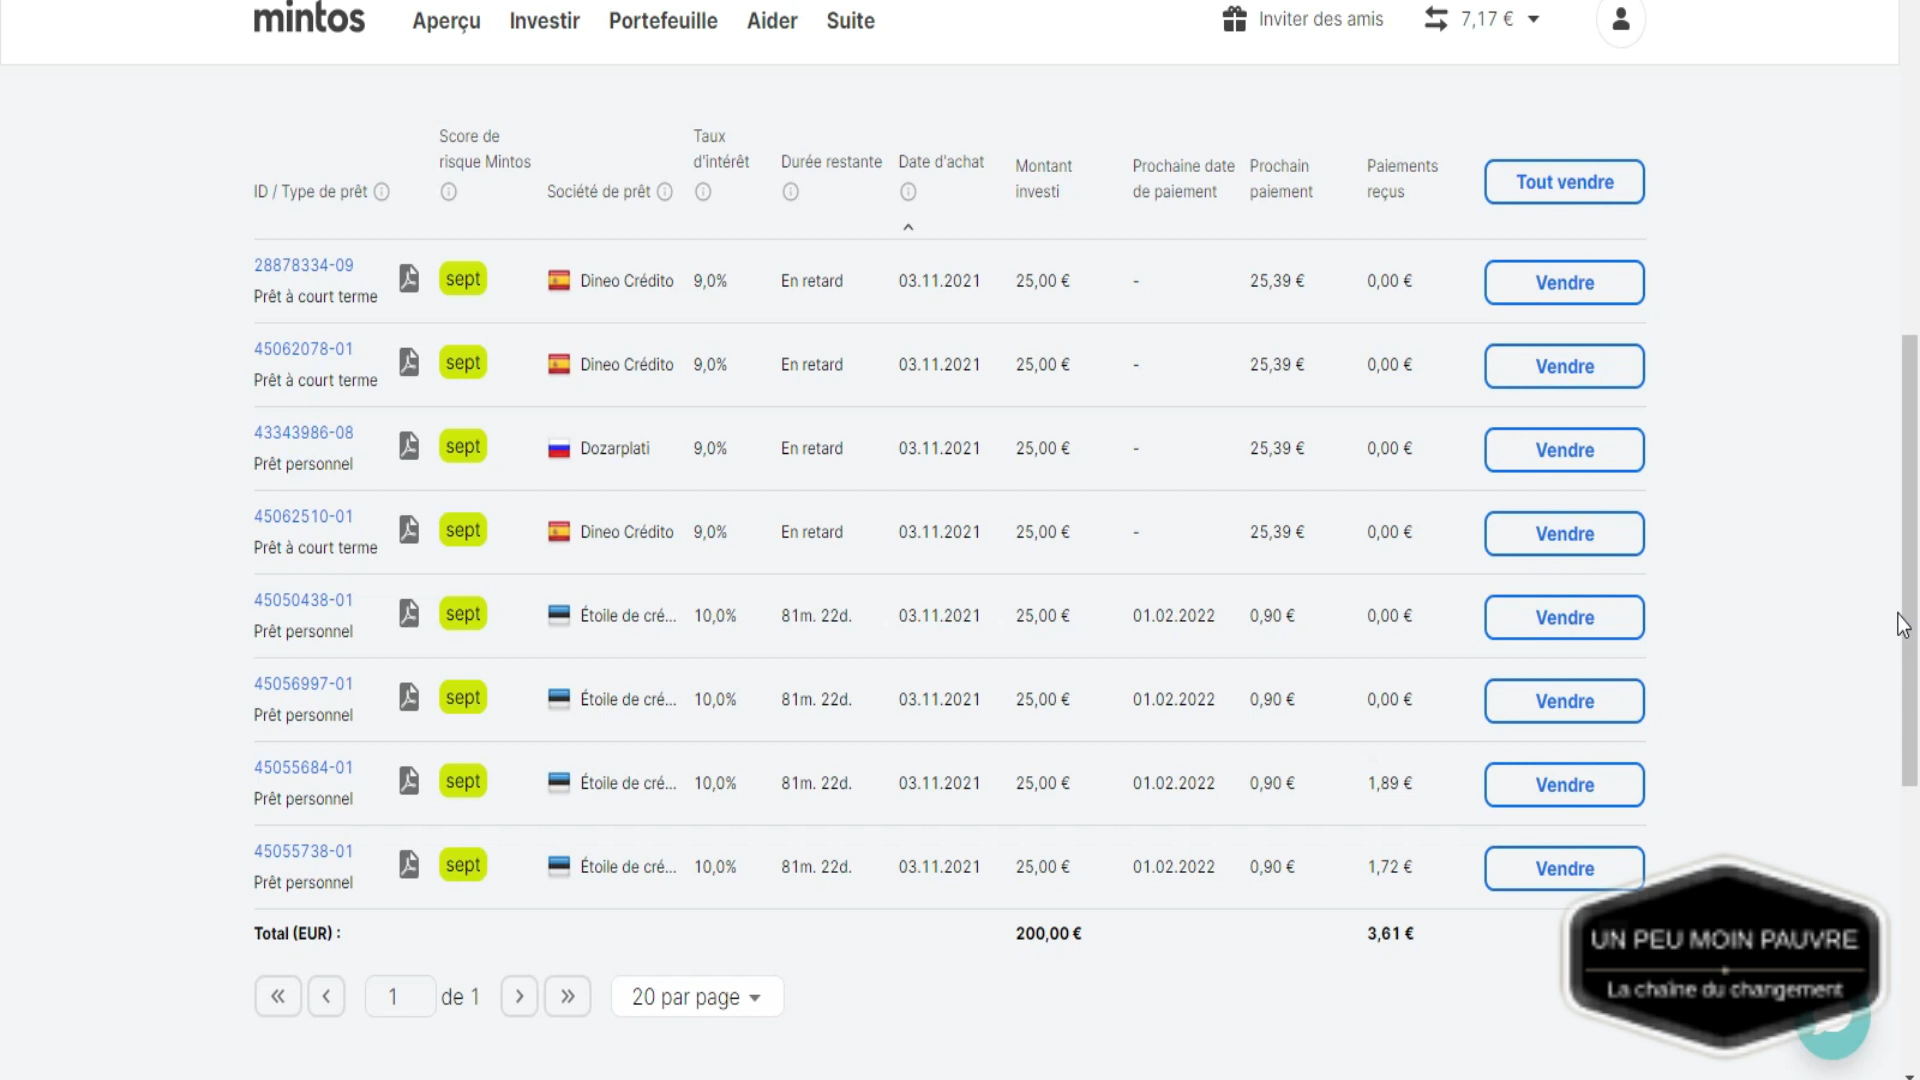 mintos Aperçu Investir Portefeuille Aider Suite Inviter des amis 7,17 €
Score de risque Mintos
Taux d'intérêt
ID / Type de prêt Société de prêt Durée restante Date d'achat
Montant investi
Prochaine date de paiement
Prochain paiement
Paiements reçus
Tout vendre
28878334-09
Prêt à court terme
sept Dineo Crédito 9,0% En retard 03.11.2021 25,00 € - 25,39 € 0,00 € Vendre
45062078-01
Prêt à court terme
sept Dineo Crédito 9,0% En retard 03.11.2021 25,00 € - 25,39 € 0,00 € Vendre
43343986-08
Prêt personnel
sept Dozarplati 9,0% En retard 03.11.2021 25,00 € - 25,39 € 0,00 € Vendre
45062510-01
Prêt à court terme
sept Dineo Crédito 9,0% En retard 03.11.2021 25,00 € - 25,39 € 0,00 € Vendre
45050438-01
Prêt personnel
sept Étoile de cré... 10,0% 81m. 22d. 03.11.2021 25,00 € 01.02.2022 0,90 € 0,00 € Vendre
45056997-01
Prêt personnel
sept Étoile de cré... 10,0% 81m. 22d. 03.11.2021 25,00 € 01.02.2022 0,90 € 0,00 € Vendre
45055684-01
Prêt personnel
sept Étoile de cré... 10,0% 81m. 22d. 03.11.2021 25,00 € 01.02.2022 0,90 € 1,89 € Vendre
45055738-01
Prêt personnel
sept Étoile de cré... 10,0% 81m. 22d. 03.11.2021 25,00 € 01.02.2022 0,90 € 1,72 € Vendre
Total (EUR) : 200,00 € 3,61 €
« ‹ 1 de 1 › » 20 par page
UN PEU MOIN PAUVRE
La chaîne du changement